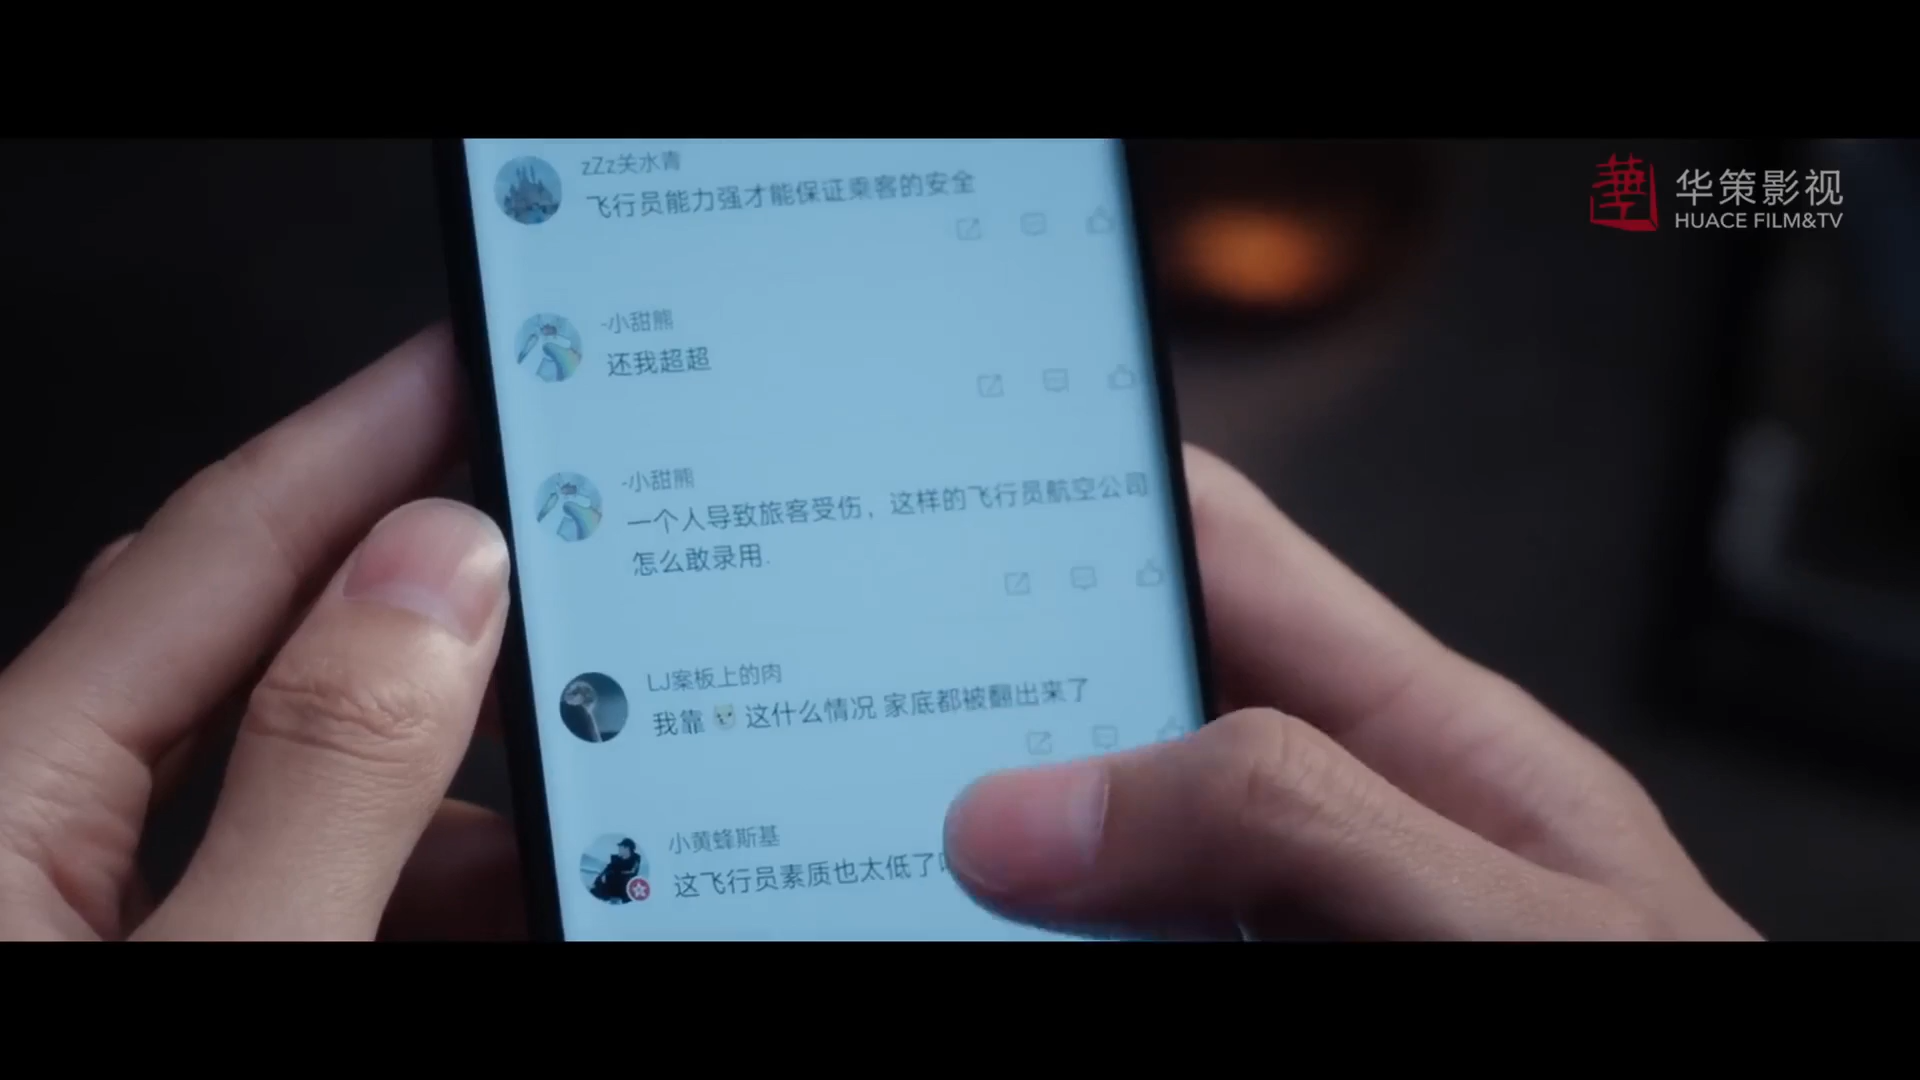 zZz关水青
飞行员能力强才能保证乘客的安全
华策影视
HUACE FILM&TV
-小甜熊
还我超超
-小甜熊
一个人导致旅客受伤，这样的飞行员航空公司
怎么敢录用.
LJ案板上的肉
我靠 这什么情况 家底都被翻出来了
小黄蜂斯基
这飞行员素质也太低了